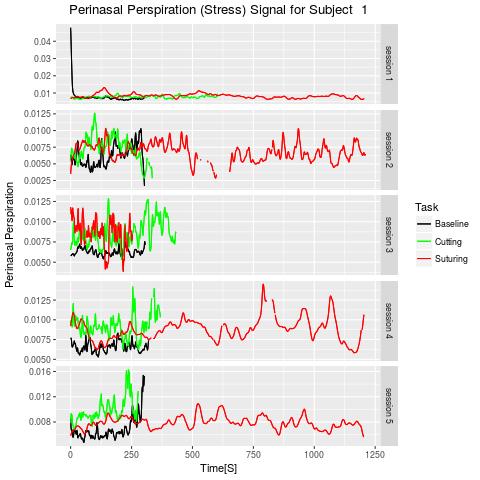 Perinasal Perspiration (Stress) Signal for Subject 1
Perinasal Perspiration
0.04
0.03
0.02
0.01
session 1
0.0125
0.0100
0.0075
0.0050
0.0025
session 2
0.0125
0.0100
0.0075
0.0050
session 3
0.0125
0.0100
0.0075
0.0050
session 4
0.016
0.012
0.008
session 5
0
250
500
750
1000
1250
Time[S]
Task
Baseline
Cutting
Suturing